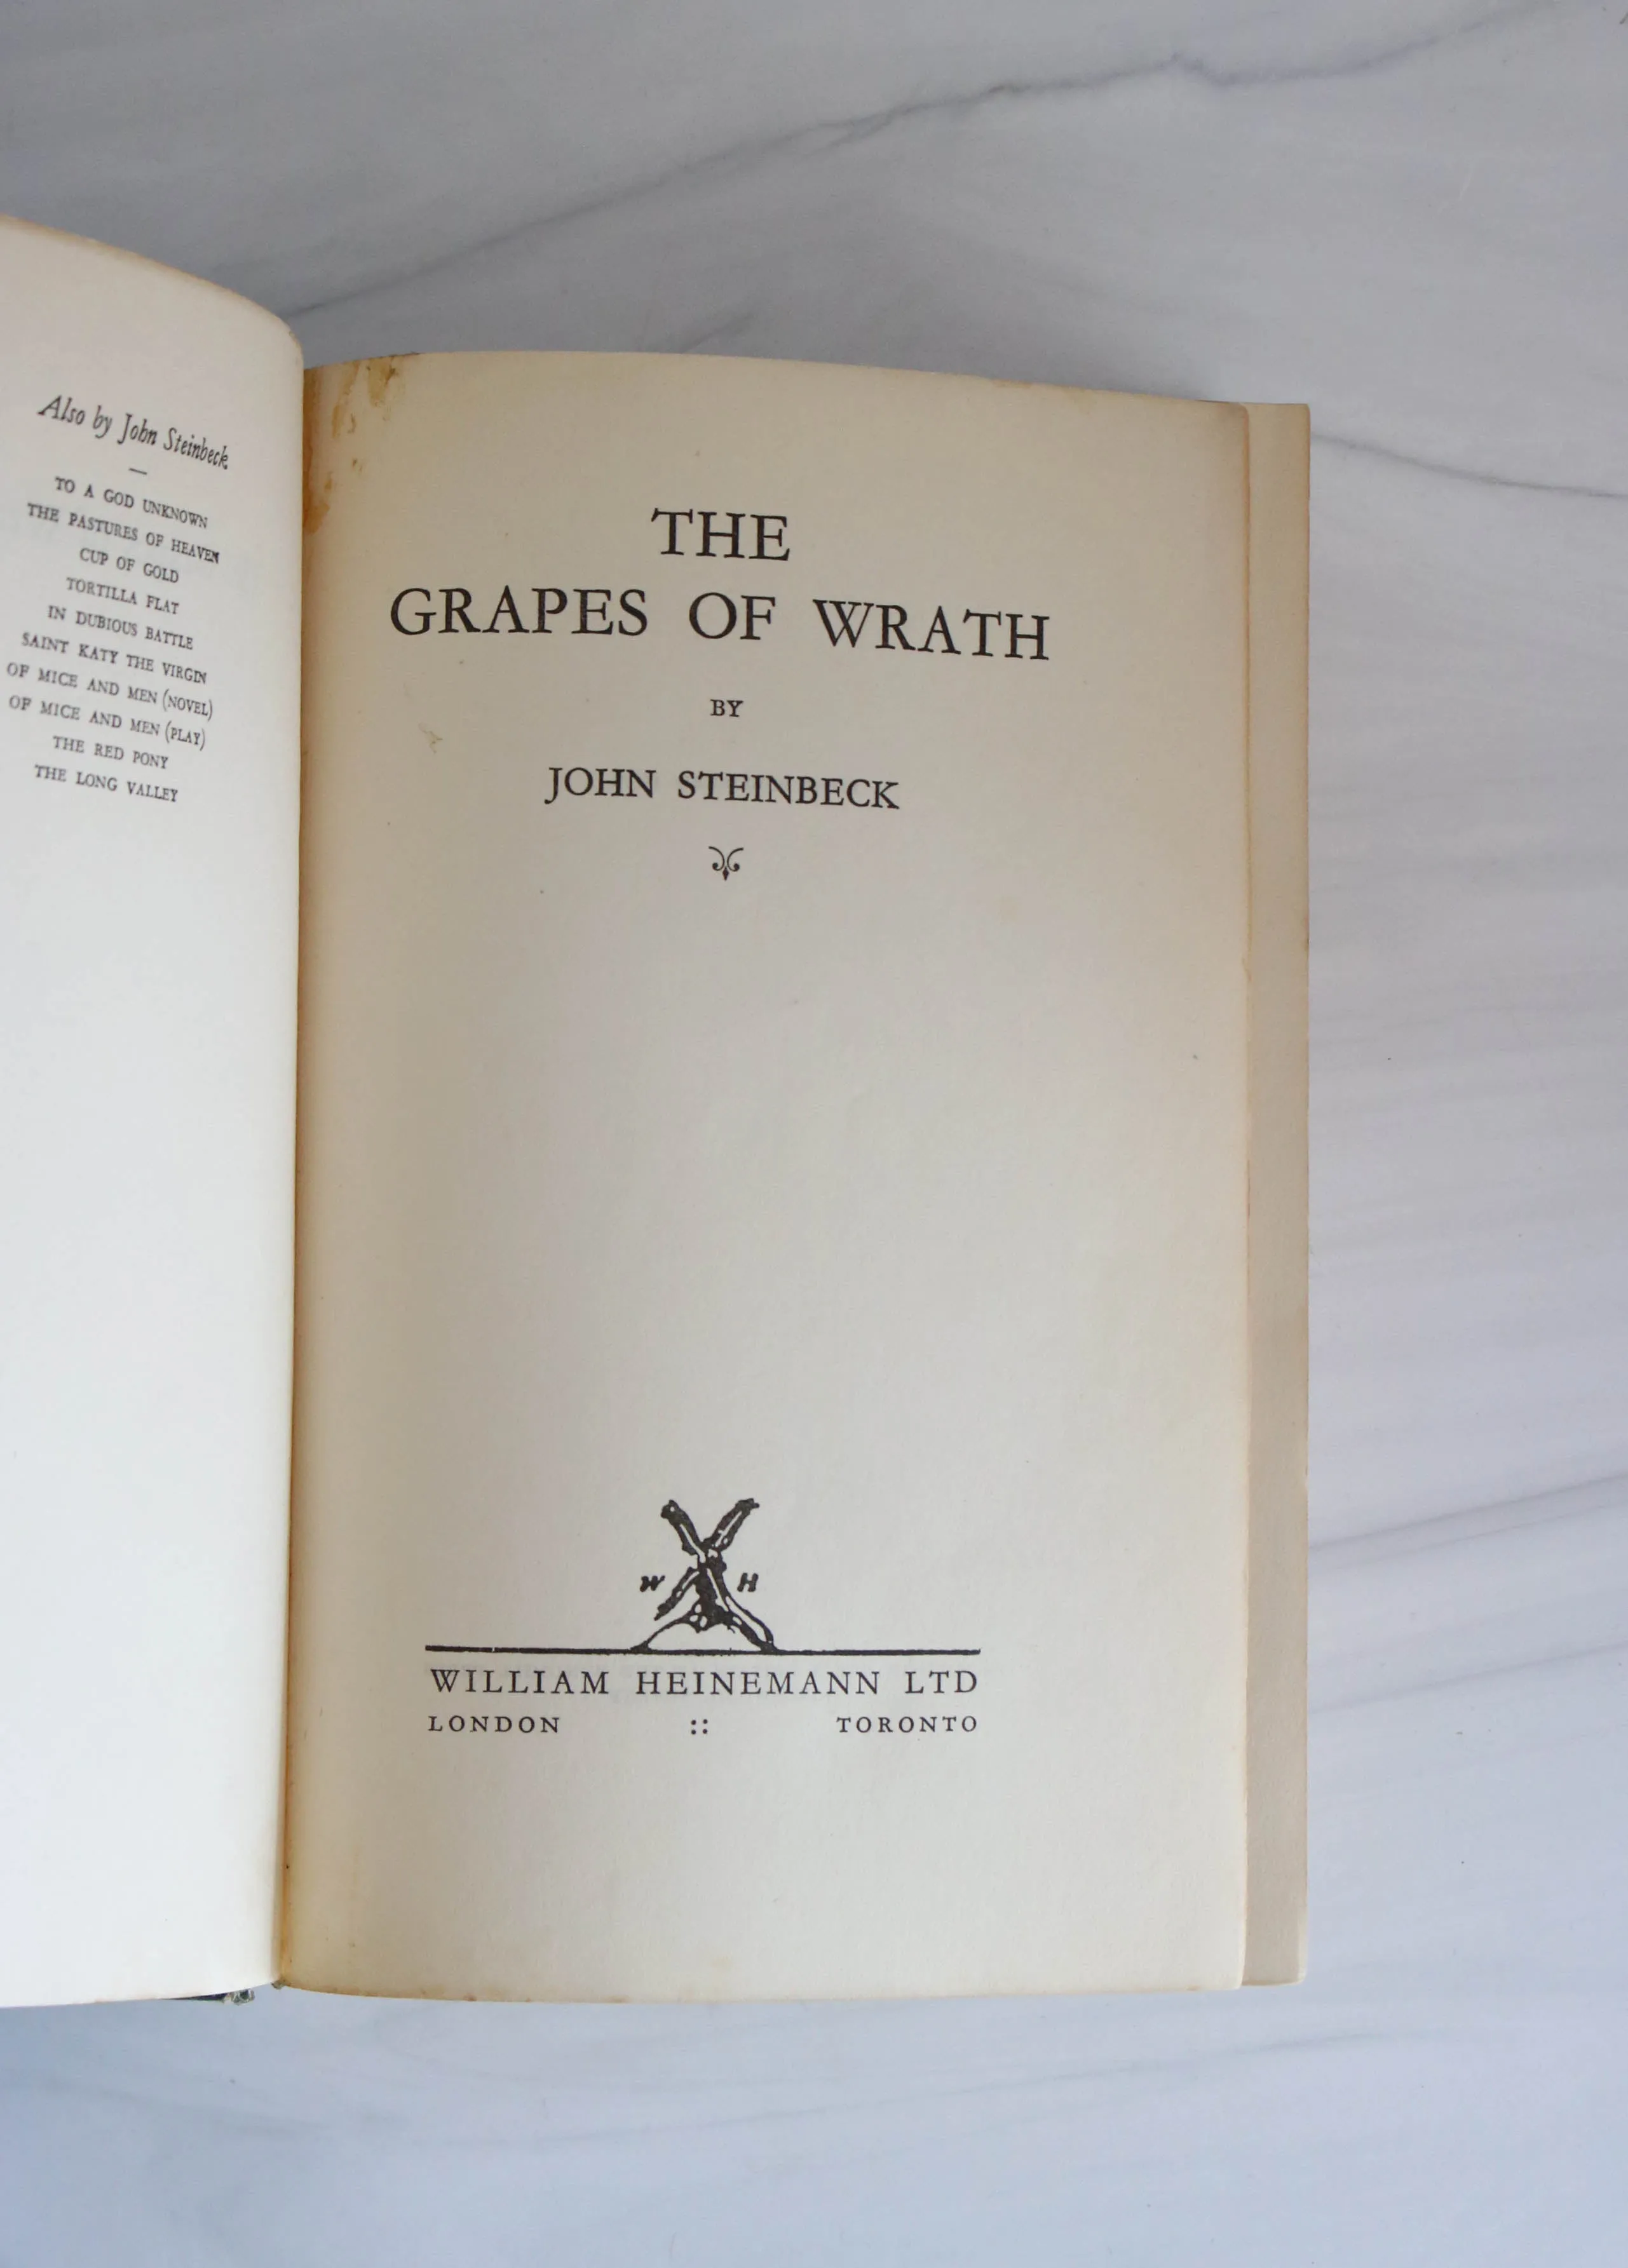 Also by John Steinbeck
TO A GOD UNKNOWN
THE PASTURES OF HEAVEN
CUP OF GOLD
TORTILLA FLAT
IN DUBIOUS BATTLE
SAINT KATY THE VIRGIN
OF MICE AND MEN (NOVEL)
OF MICE AND MEN (PLAY)
THE RED PONY
THE LONG VALLEY
THE
GRAPES OF WRATH
BY
JOHN STEINBECK
W H
WILLIAM HEINEMANN LTD
LONDON :: TORONTO